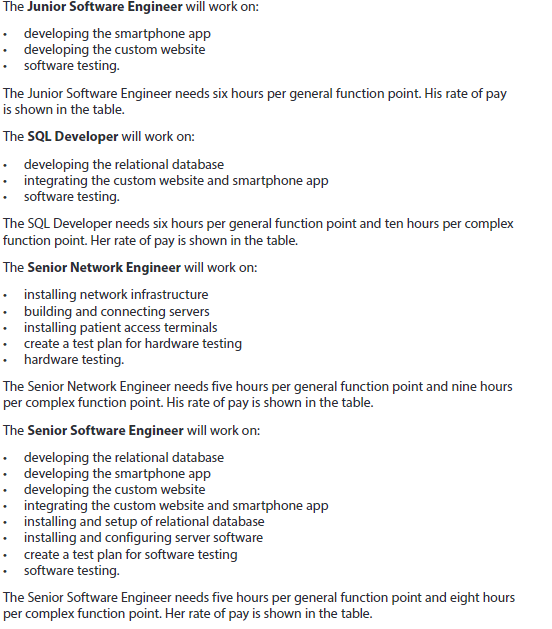 The Junior Software Engineer will work on:
• developing the smartphone app
• developing the custom website
• software testing.
The Junior Software Engineer needs six hours per general function point. His rate of pay
is shown in the table.
The SQL Developer will work on:
• developing the relational database
• integrating the custom website and smartphone app
• software testing.
The SQL Developer needs six hours per general function point and ten hours per complex
function point. Her rate of pay is shown in the table.
The Senior Network Engineer will work on:
• installing network infrastructure
• building and connecting servers
• installing patient access terminals
• create a test plan for hardware testing
• hardware testing.
The Senior Network Engineer needs five hours per general function point and nine hours
per complex function point. His rate of pay is shown in the table.
The Senior Software Engineer will work on:
• developing the relational database
• developing the smartphone app
• developing the custom website
• integrating the custom website and smartphone app
• installing and setup of relational database
• installing and configuring server software
• create a test plan for software testing
• software testing.
The Senior Software Engineer needs five hours per general function point and eight hours
per complex function point. Her rate of pay is shown in the table.